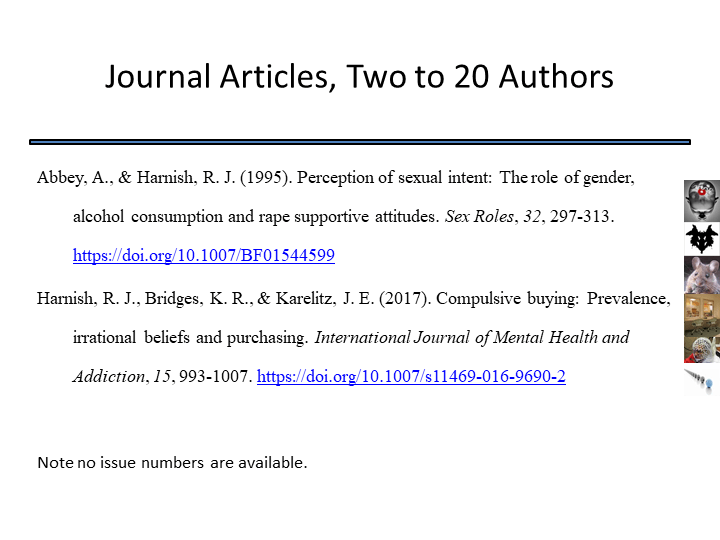 Journal Articles, Two to 20 Authors
Abbey, A., & Harnish, R. J. (1995). Perception of sexual intent: The role of gender,
alcohol consumption and rape supportive attitudes. Sex Roles, 32, 297-313.
https://doi.org/10.1007/BF01544599
Harnish, R. J., Bridges, K. R., & Karelitz, J. E. (2017). Compulsive buying: Prevalence,
irrational beliefs and purchasing. International Journal of Mental Health and
Addiction, 15, 993-1007. https://doi.org/10.1007/s11469-016-9690-2
Note no issue numbers are available.